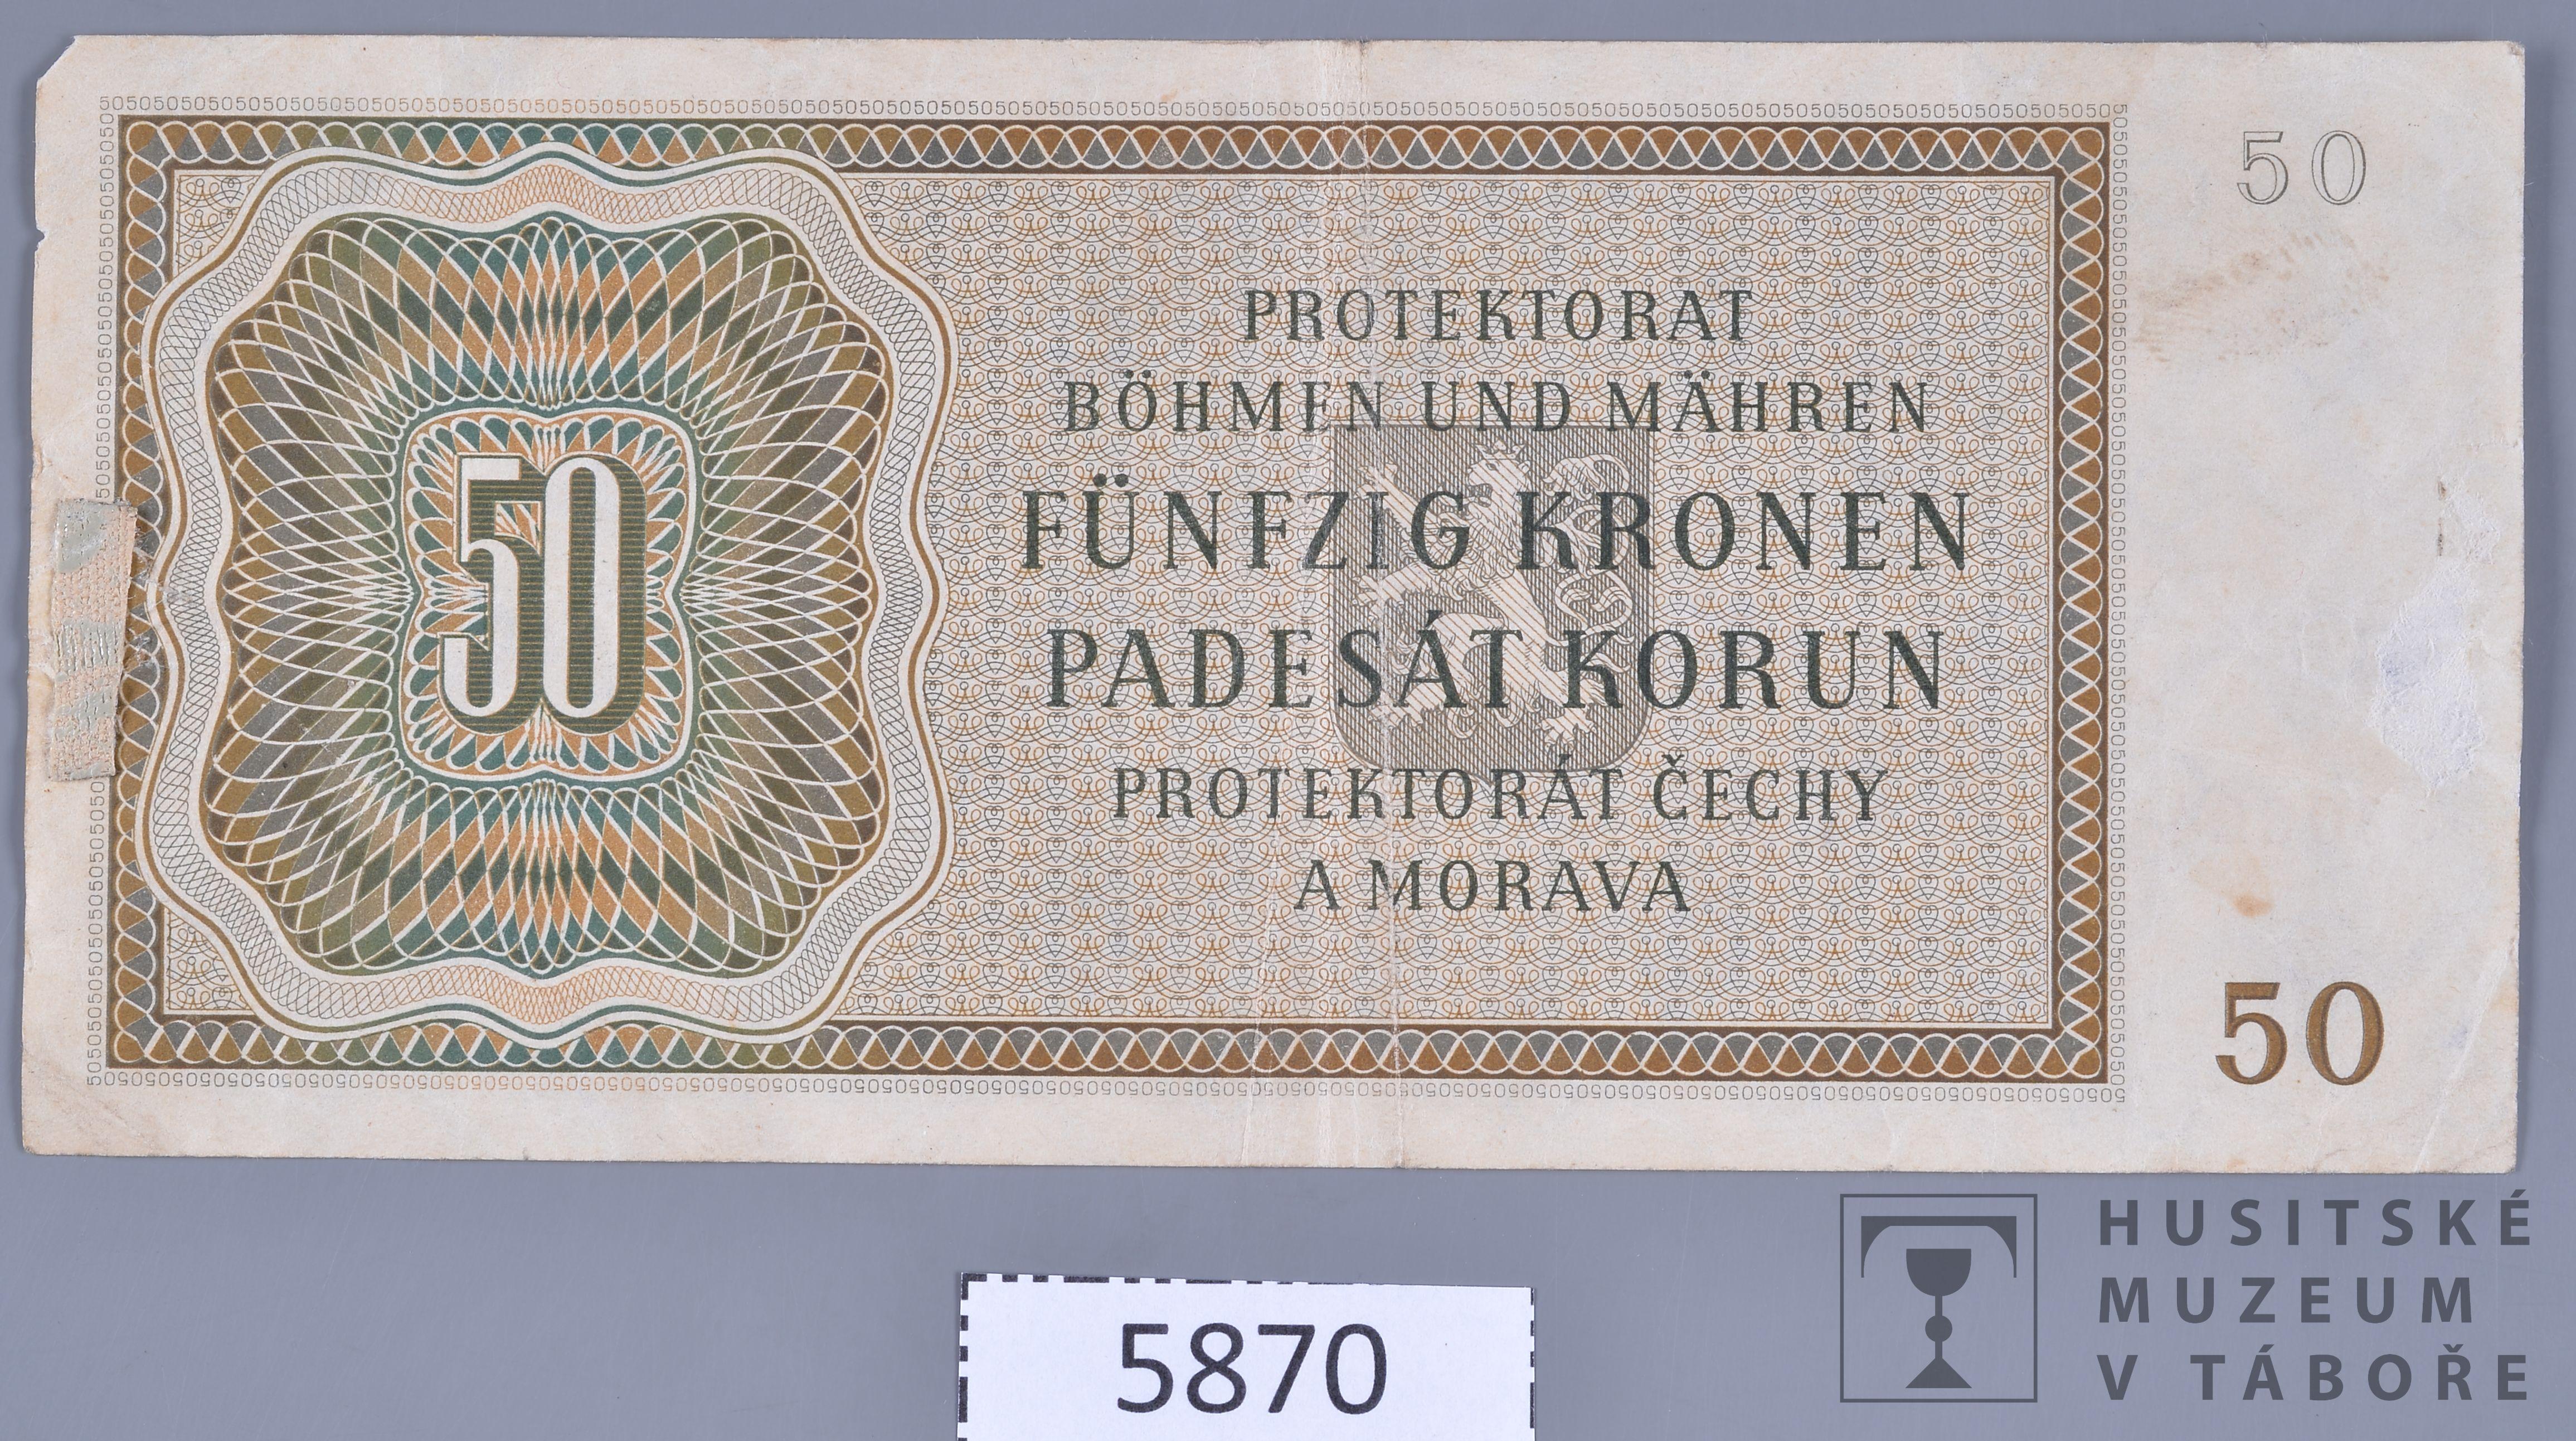 50
PROTEKTORAT
BÖHMEN UND MÄHREN
FÜNFZIG KRONEN
PADESÁT KORUN
PROTEKTORÁT ČECHY
A MORAVA
50
50
5870
HUSITSKÉ
MUZEUM
V TÁBOŘE